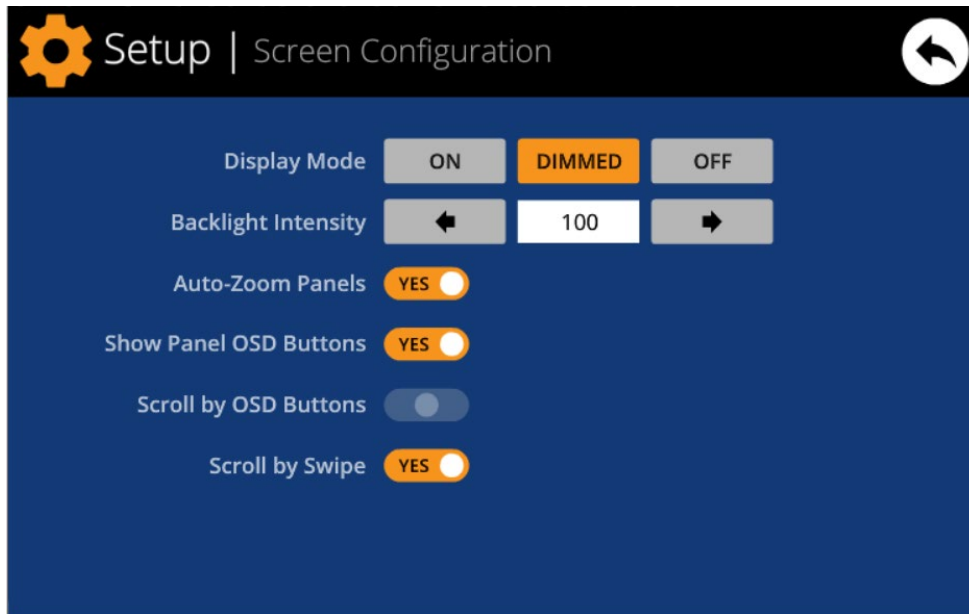 Setup | Screen Configuration
Display Mode ON DIMMED OFF
Backlight Intensity 100
Auto-Zoom Panels YES
Show Panel OSD Buttons YES
Scroll by OSD Buttons
Scroll by Swipe YES